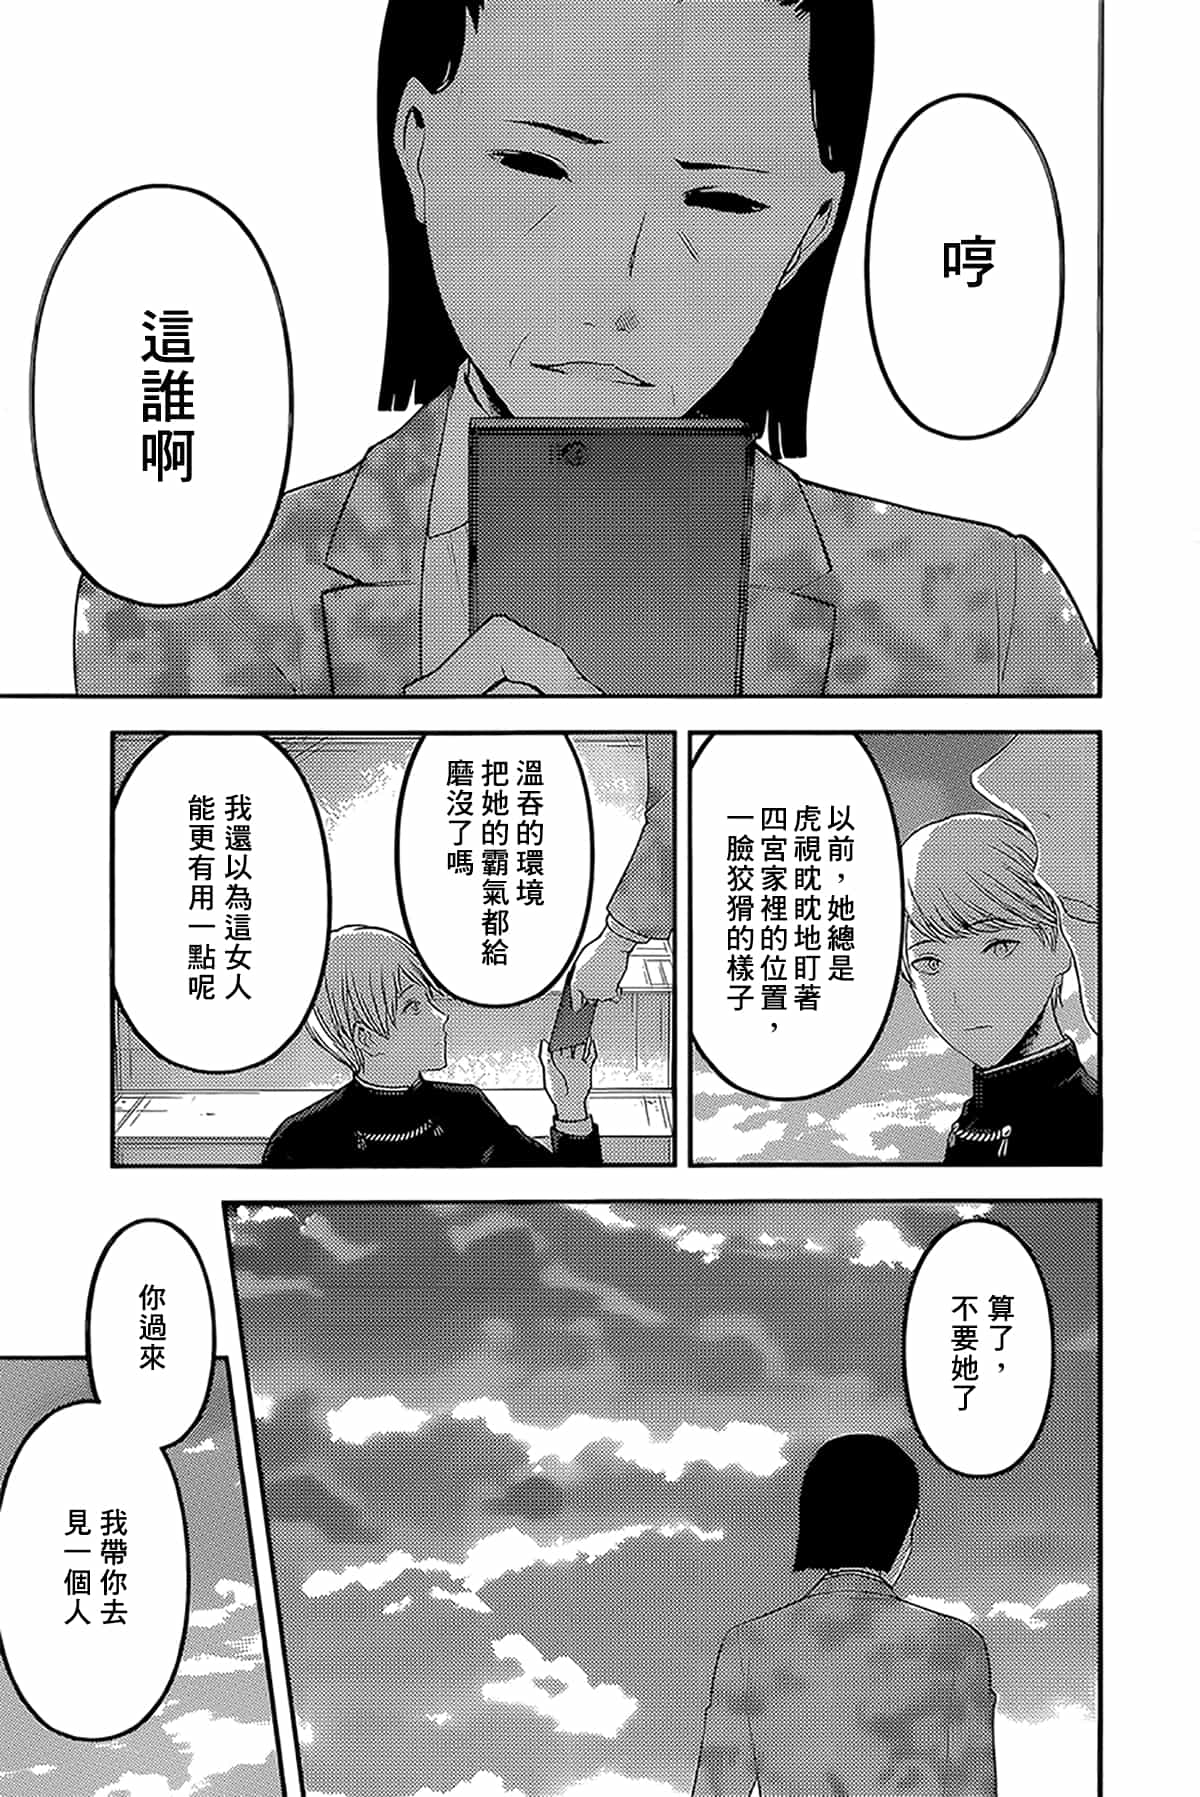 哼
這誰啊
以前，她總是
虎視眈眈地盯著
四宮家裡的位置，
一臉狡猾的樣子
溫吞的環境
把她的霸氣都給
磨沒了嗎
我還以為這女人
能更有用一點呢
算了，
不要她了
你過來
我帶你去
見一個人